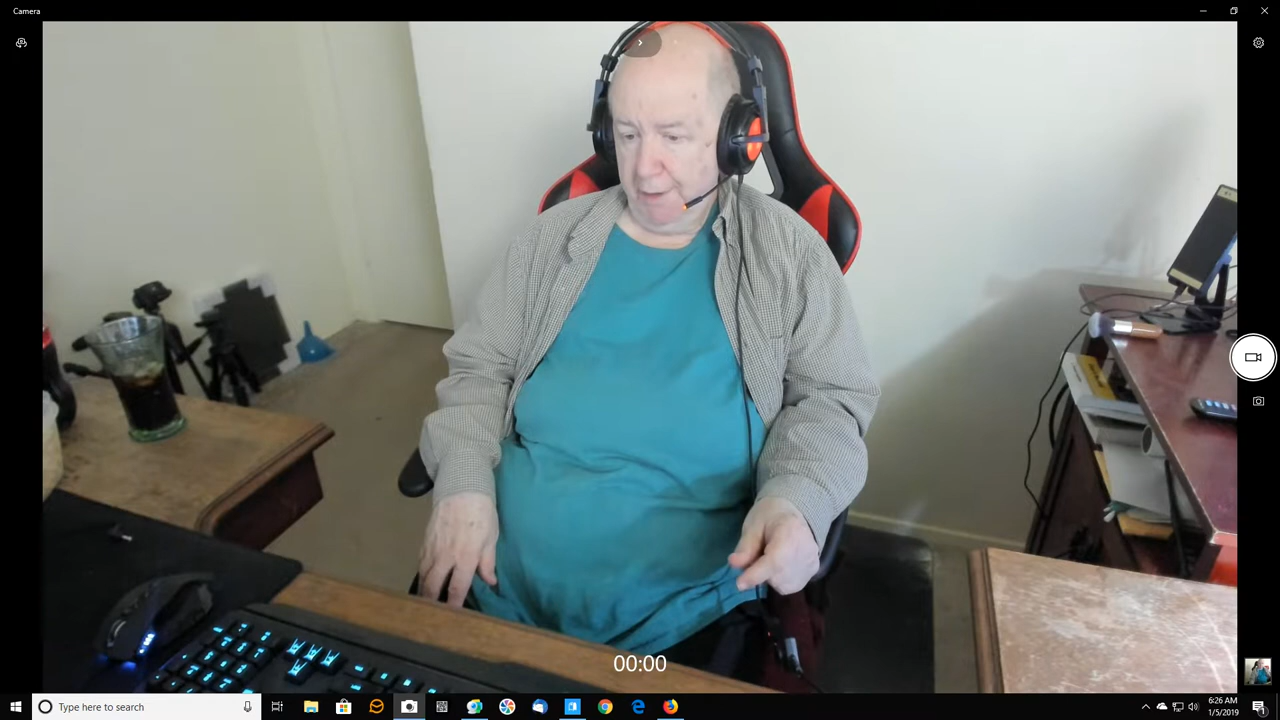 Camera
00:00
Type here to search
6:26 AM
1/5/2019